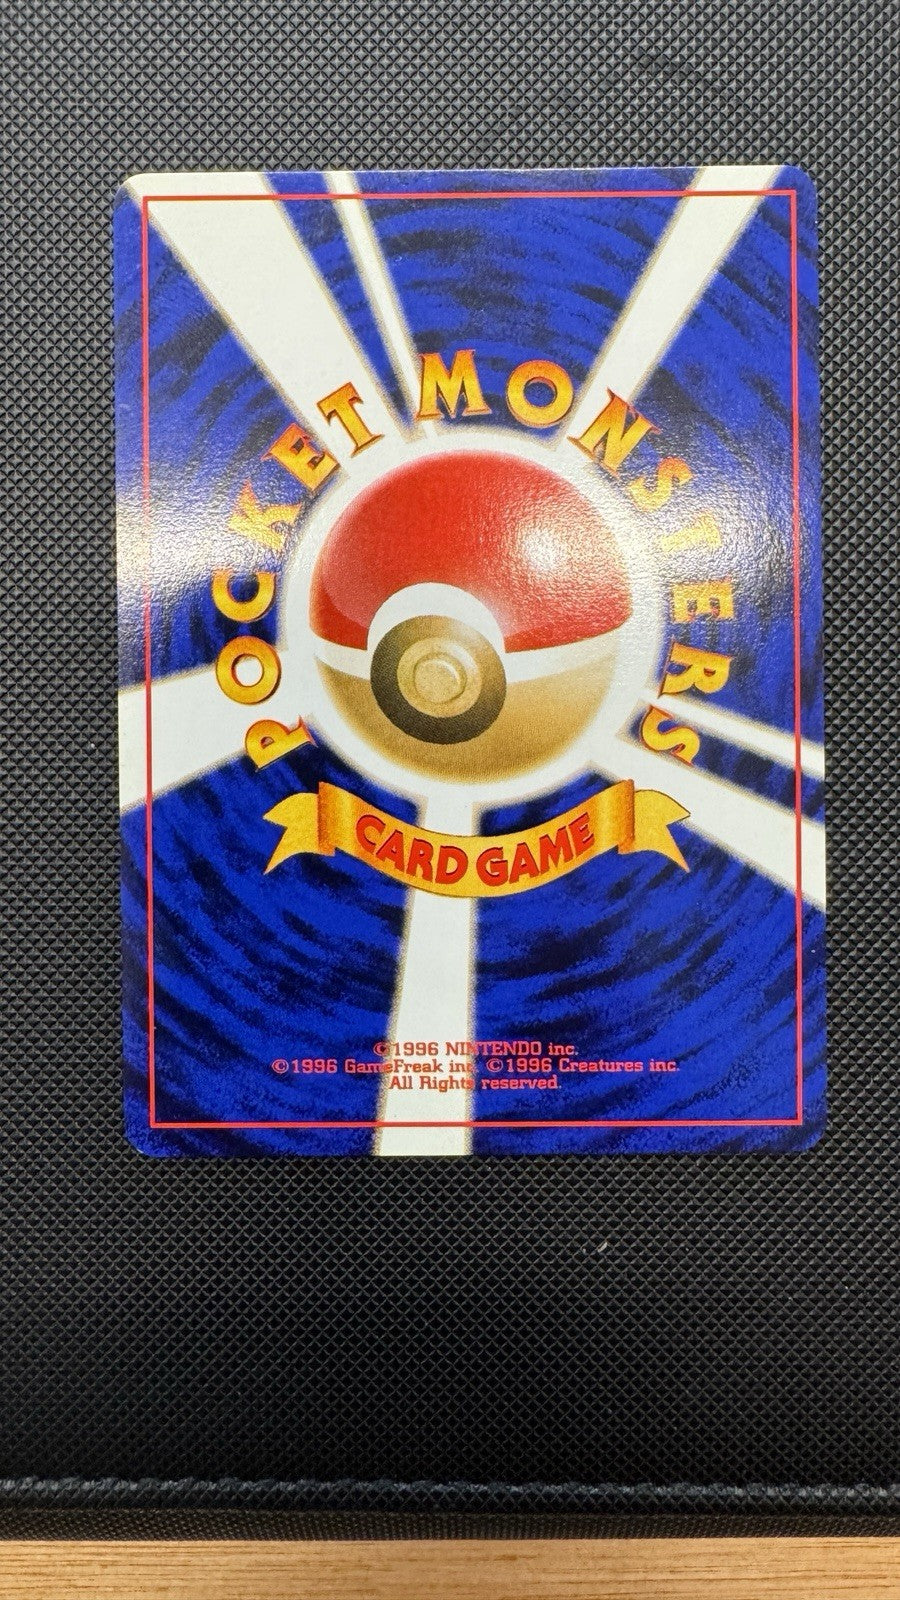 POCKET MONSTERS
CARD GAME
©1996 NINTENDO inc.
©1996 GameFreak inc. ©1996 Creatures inc.
All Rights reserved.